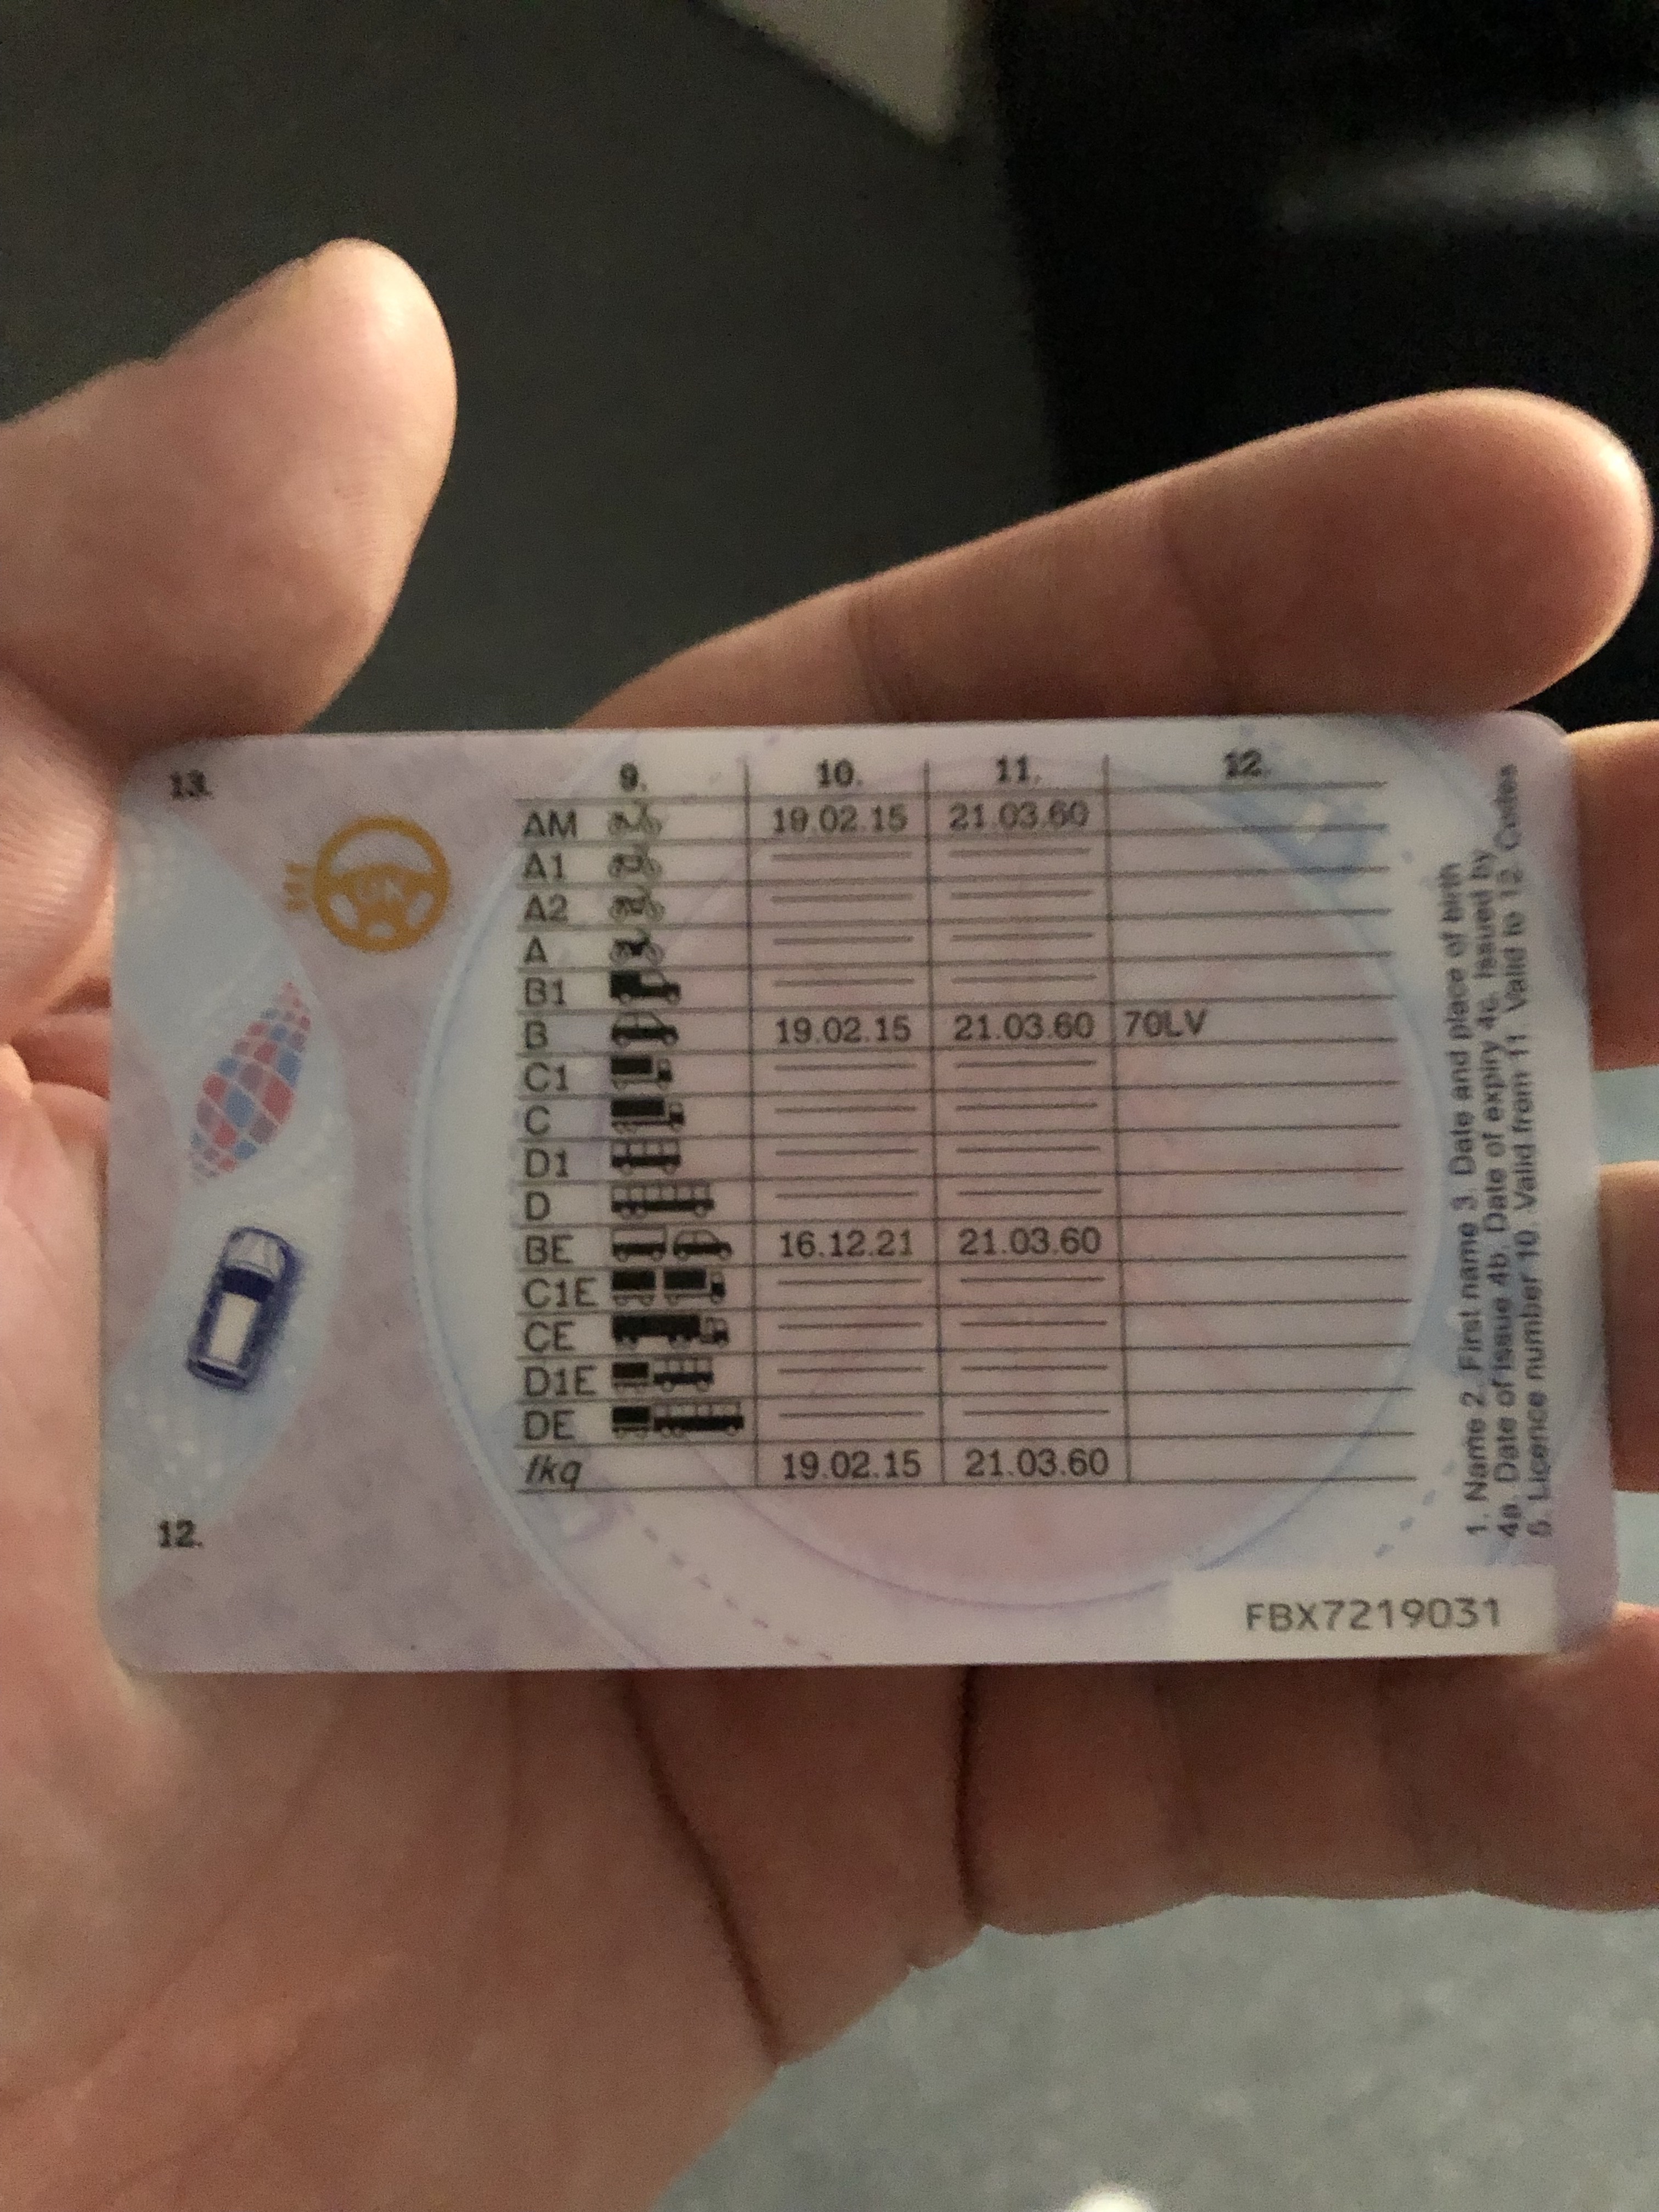 13.
9. 10. 11. 12.
AM 19.02.15 21.03.60
A1
A2
A
B1
B 19.02.15 21.03.60 70LV
C1
C
D1
D
BE 16.12.21 21.03.60
C1E
CE
D1E
DE
fkq 19.02.15 21.03.60
12.
UK
1. Name 2. First name 3. Date and place of birth
4a. Date of issue 4b. Date of expiry 4c. Issued by
5. Licence number 10. Valid from 11. Valid to 12. Codes
FBX7219031